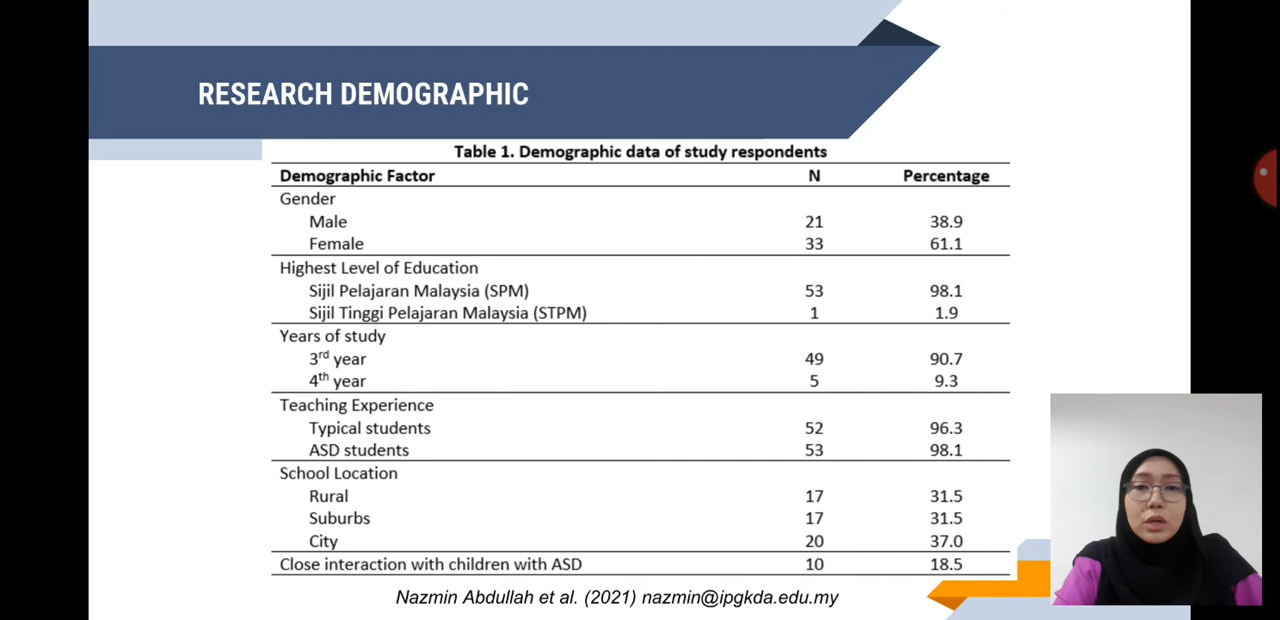 RESEARCH DEMOGRAPHIC
Table 1. Demographic data of study respondents
Demographic Factor N Percentage
Gender
Male 21 38.9
Female 33 61.1
Highest Level of Education
Sijil Pelajaran Malaysia (SPM) 53 98.1
Sijil Tinggi Pelajaran Malaysia (STPM) 1 1.9
Years of study
3rd year 49 90.7
4th year 5 9.3
Teaching Experience
Typical students 52 96.3
ASD students 53 98.1
School Location
Rural 17 31.5
Suburbs 17 31.5
City 20 37.0
Close interaction with children with ASD 10 18.5
Nazmin Abdullah et al. (2021) nazmin@ipgkda.edu.my